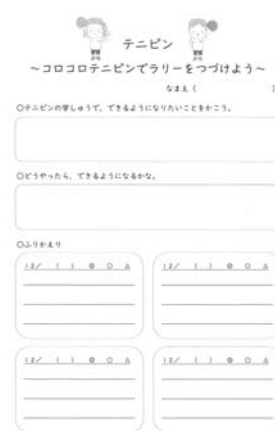 テニピン
～コロコロテニピンでラリーをつづけよう～
なまえ（　　　　　　　）
○テニピンの学しゅうで、できるようになりたいことをかこう。
○どうやったら、できるようになるかな。
○ふりかえり
12／　（　）　◎　○　△
12／　（　）　◎　○　△
12／　（　）　◎　○　△
12／　（　）　◎　○　△